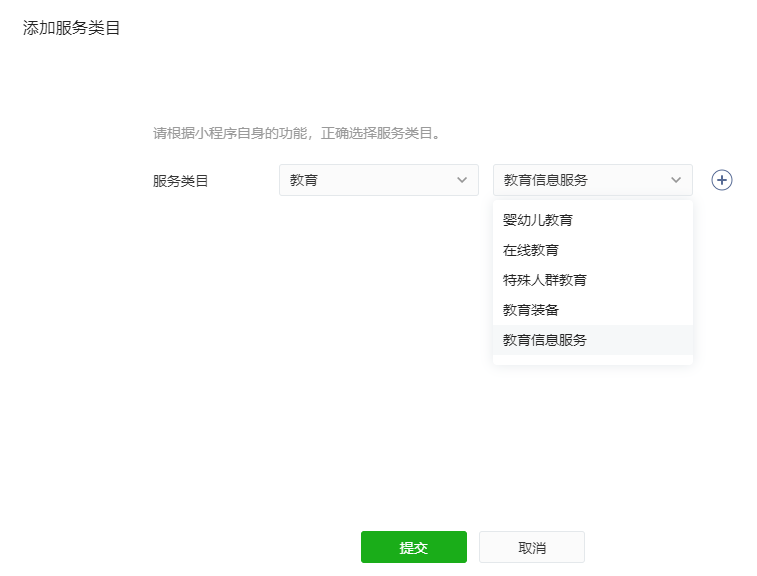 添加服务类目
请根据小程序自身的功能，正确选择服务类目。
服务类目 教育 教育信息服务
婴幼儿教育
在线教育
特殊人群教育
教育装备
教育信息服务
提交 取消